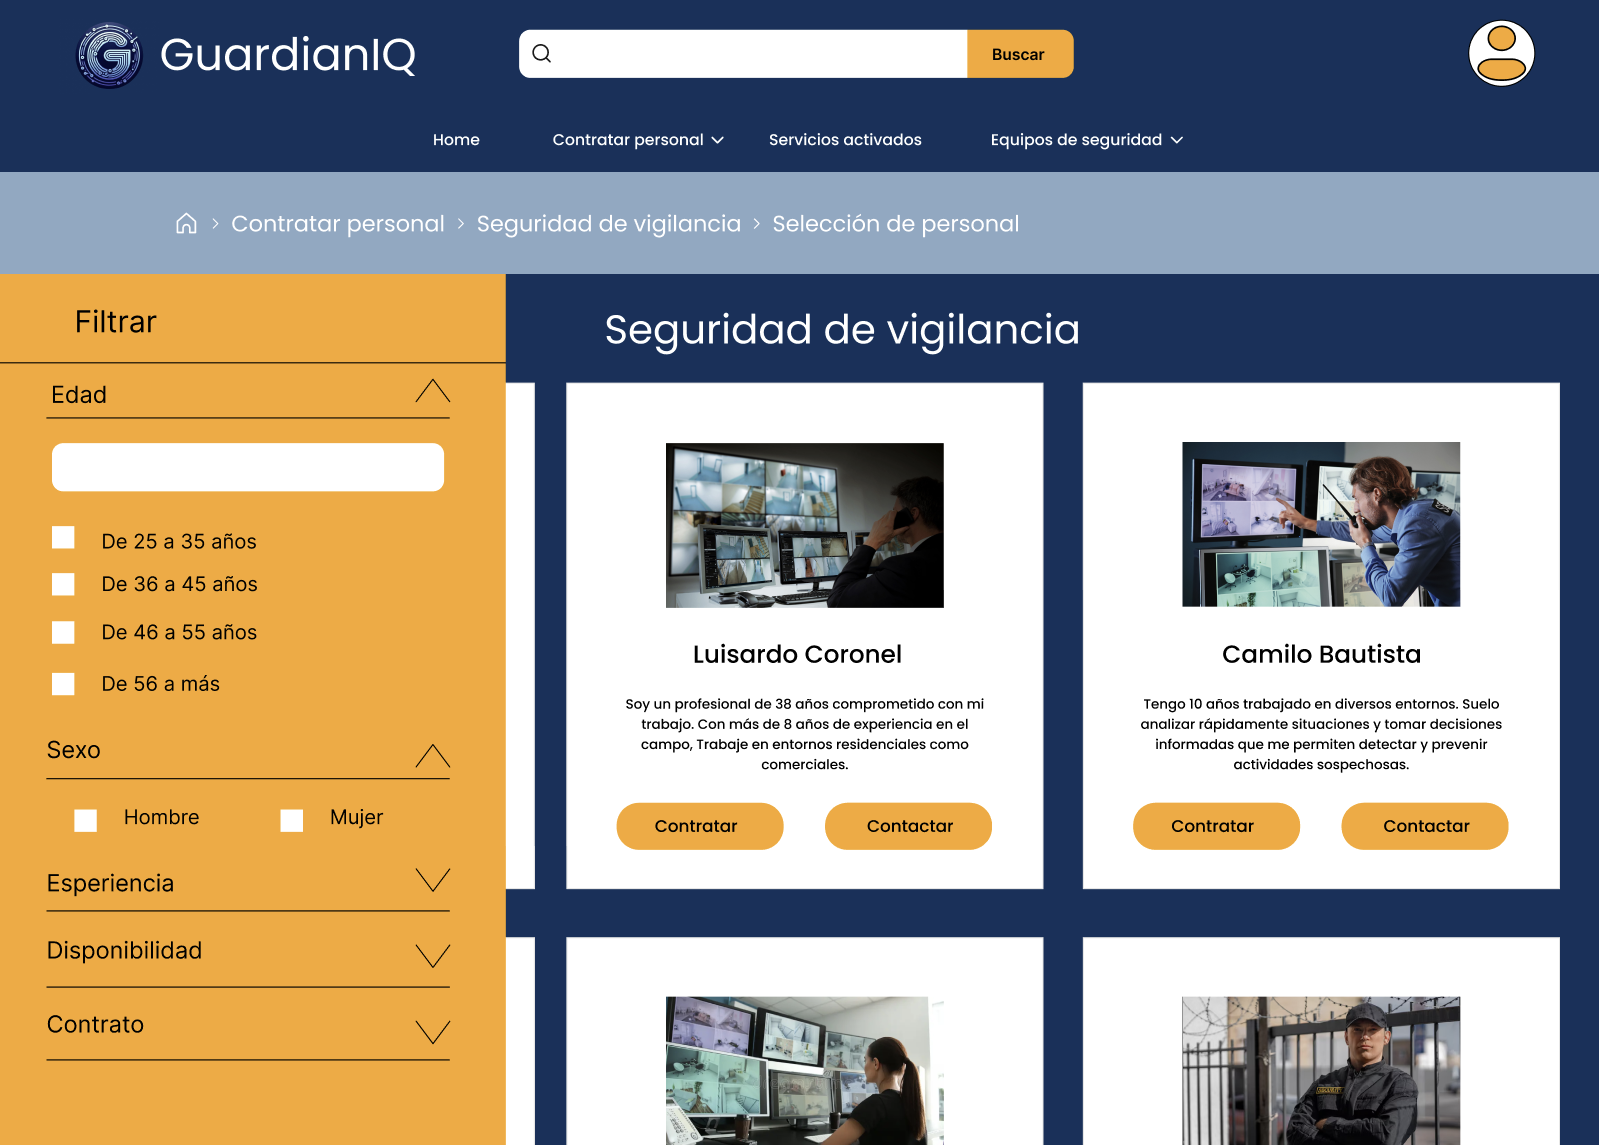 GuardianIQ
Buscar
Home
Contratar personal
Servicios activados
Equipos de seguridad
Contratar personal > Seguridad de vigilancia > Selección de personal
Filtrar
Edad
De 25 a 35 años
De 36 a 45 años
De 46 a 55 años
De 56 a más
Sexo
Hombre
Mujer
Esperiencia
Disponibilidad
Contrato
Seguridad de vigilancia
Luisardo Coronel
Soy un profesional de 38 años comprometido con mi
trabajo. Con más de 8 años de experiencia en el
campo, Trabaje en entornos residenciales como
comerciales.
Contratar
Contactar
Camilo Bautista
Tengo 10 años trabajado en diversos entornos. Suelo
analizar rápidamente situaciones y tomar decisiones
informadas que me permiten detectar y prevenir
actividades sospechosas.
Contratar
Contactar